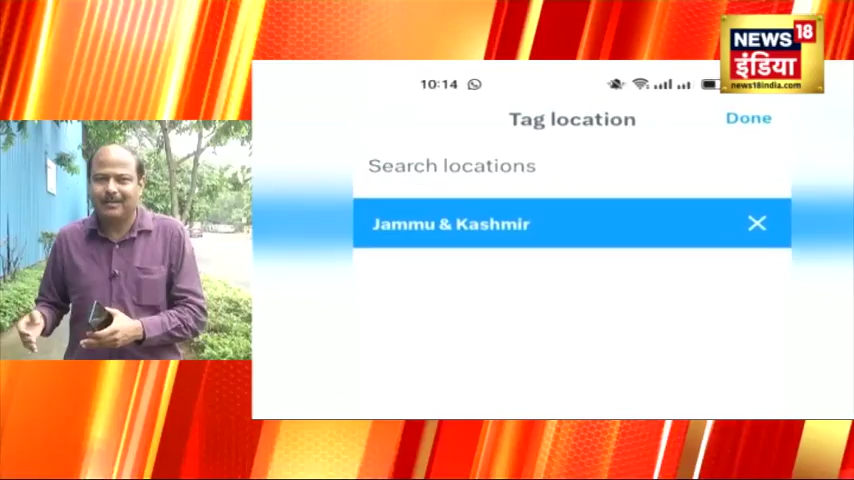 NEWS 18
इंडिया
news18india.com
10:14
Tag location
Done
Search locations
Jammu & Kashmir